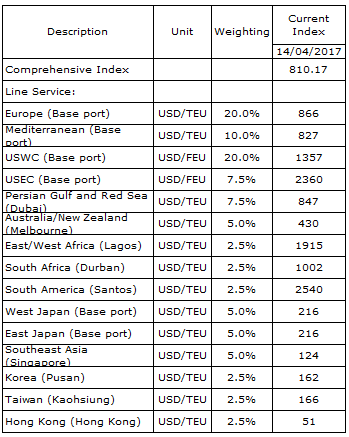 Description Unit Weighting Current Index
14/04/2017
Comprehensive Index 810.17
Line Service:
Europe (Base port) USD/TEU 20.0% 866
Mediterranean (Base port) USD/TEU 10.0% 827
USWC (Base port) USD/FEU 20.0% 1357
USEC (Base port) USD/FEU 7.5% 2360
Persian Gulf and Red Sea (Dubai) USD/TEU 7.5% 847
Australia/New Zealand (Melbourne) USD/TEU 5.0% 430
East/West Africa (Lagos) USD/TEU 2.5% 1915
South Africa (Durban) USD/TEU 2.5% 1002
South America (Santos) USD/TEU 2.5% 2540
West Japan (Base port) USD/TEU 5.0% 216
East Japan (Base port) USD/TEU 5.0% 216
Southeast Asia (Singapore) USD/TEU 5.0% 124
Korea (Pusan) USD/TEU 2.5% 162
Taiwan (Kaohsiung) USD/TEU 2.5% 166
Hong Kong (Hong Kong) USD/TEU 2.5% 51